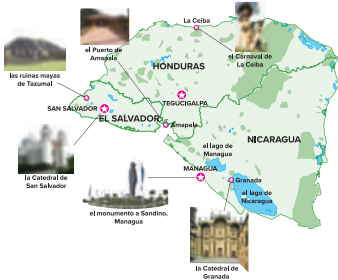 La Ceiba
el Puerto de
Amapala
el Carnaval de
La Ceiba
HONDURAS
las ruinas mayas
de Tazumal
TEGUCIGALPA
SAN SALVADOR
EL SALVADOR
Amapala
NICARAGUA
el lago de
Managua
la Catedral de
San Salvador
MANAGUA
Granada
el lago de
Nicaragua
el monumento a Sandino,
Managua
la Catedral de
Granada